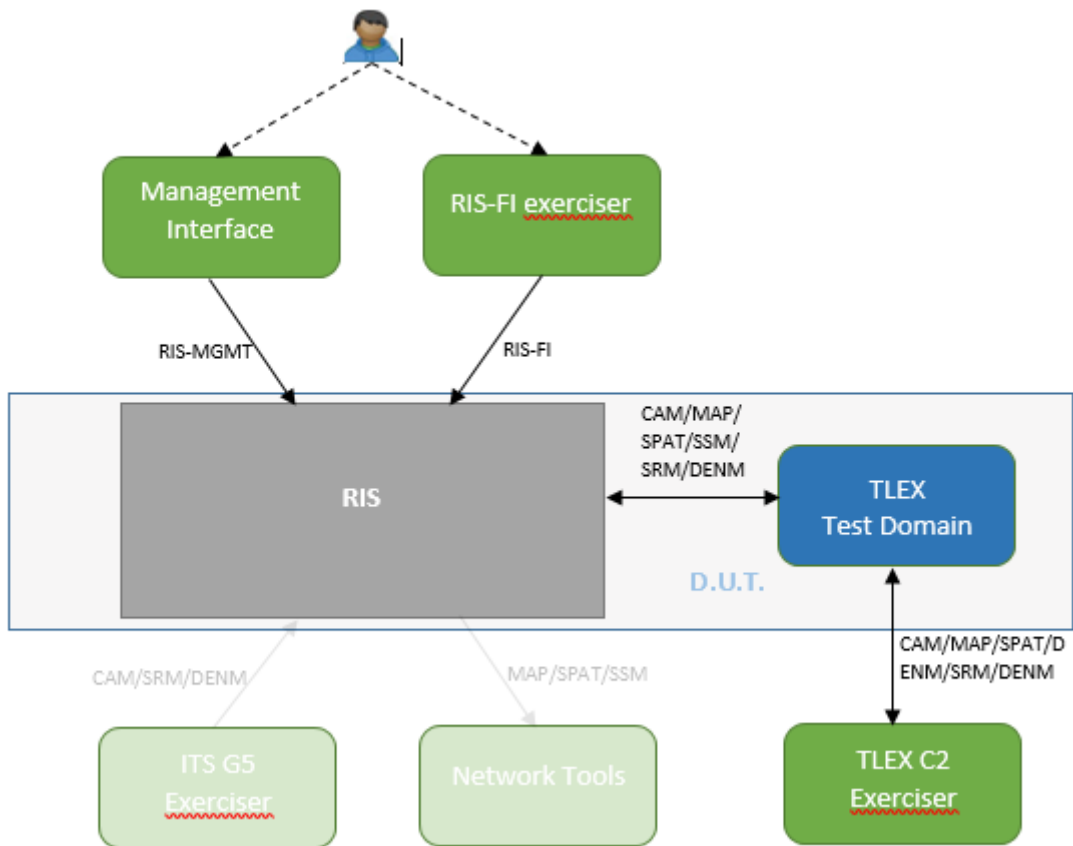 Management
Interface
RIS-FI exerciser
RIS-MGMT
RIS-FI
RIS
CAM/MAP/
SPAT/SSM/
SRM/DENM
TLEX
Test Domain
D.U.T.
CAM/SRM/DENM
MAP/SPAT/SSM
CAM/MAP/SPAT/D
ENM/SRM/DENM
ITS G5
Exerciser
Network Tools
TLEX C2
Exerciser